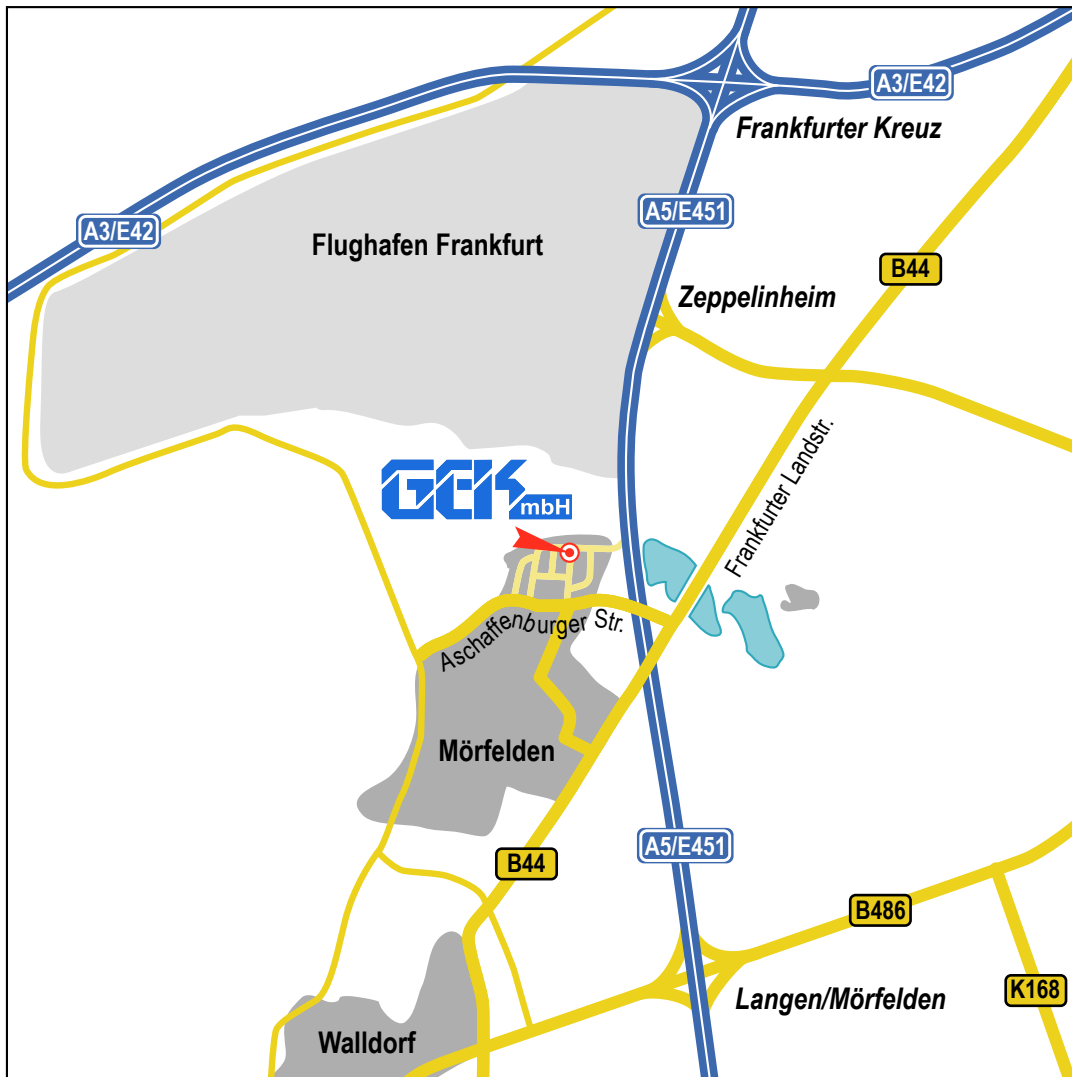 A3/E42
Frankfurter Kreuz
A5/E451
A3/E42
Flughafen Frankfurt
B44
Zeppelinheim
Frankfurter Landstr.
GEK mbH
Aschaffenburger Str.
Mörfelden
A5/E451
B44
B486
K168
Langen/Mörfelden
Walldorf